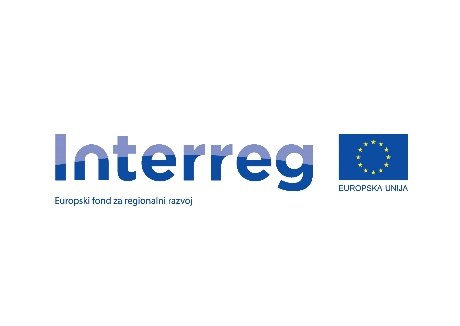 Interreg
EUROPSKA UNIJA
Europski fond za regionalni razvoj